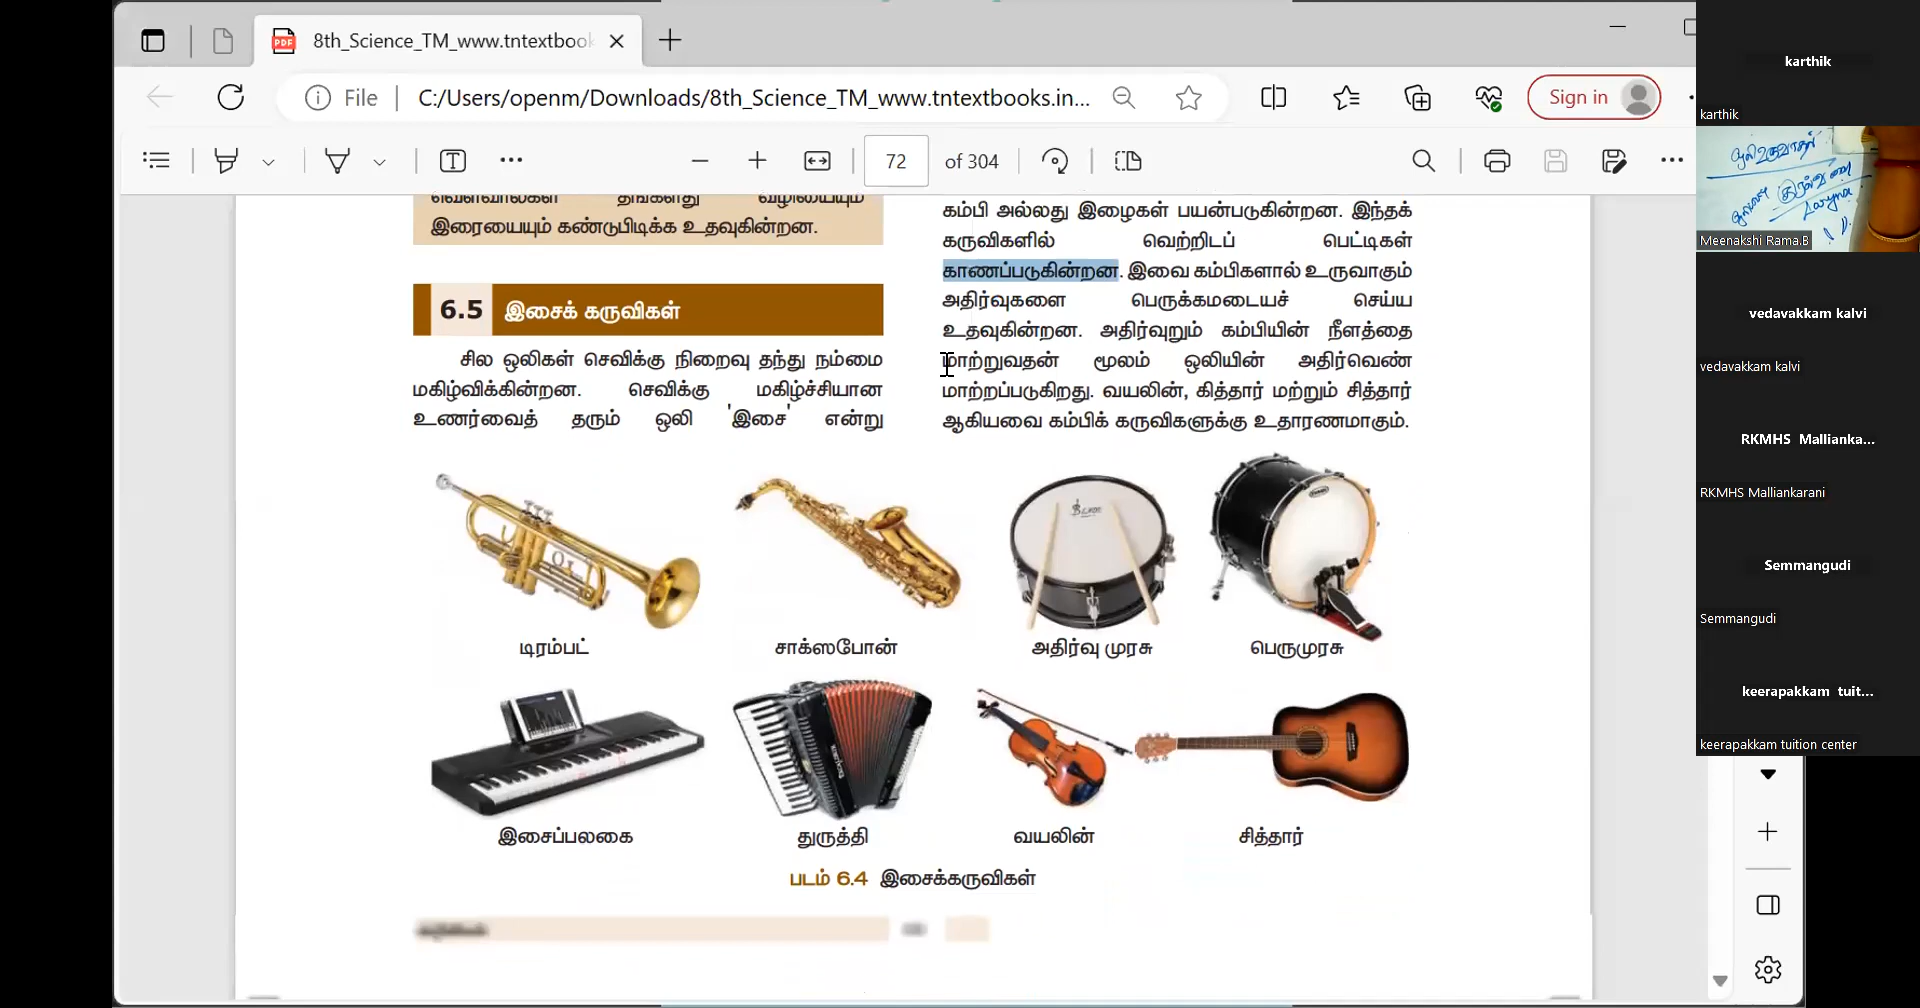 8th_Science_TM_www.tntextbook
File
C:/Users/openm/Downloads/8th_Science_TM_www.tntextbooks.in...
Sign in
72 of 304
இரையையும் கண்டுபிடிக்க உதவுகின்றன.
6.5 இசைக் கருவிகள்
சில ஒலிகள் செவிக்கு நிறைவு தந்து நம்மை
மகிழ்விக்கின்றன. செவிக்கு மகிழ்ச்சியான
உணர்வைத் தரும் ஒலி 'இசை' என்று
கம்பி அல்லது இழைகள் பயன்படுகின்றன. இந்தக்
கருவிகளில் வெற்றிடப் பெட்டிகள்
காணப்படுகின்றன. இவை கம்பிகளால் உருவாகும்
அதிர்வுகளை பெருக்கமடையச் செய்ய
உதவுகின்றன. அதிர்வுறும் கம்பியின் நீளத்தை
மாற்றுவதன் மூலம் ஒலியின் அதிர்வெண்
மாற்றப்படுகிறது. வயலின், கித்தார் மற்றும் சித்தார்
ஆகியவை கம்பிக் கருவிகளுக்கு உதாரணமாகும்.
டிரம்பட்
சாக்ஸபோன்
அதிர்வு முரசு
பெருமுரசு
இசைப்பலகை
துருத்தி
வயலின்
சித்தார்
படம் 6.4 இசைக்கருவிகள்
karthik
karthik
ஒலி உருவாதல்
Larynx
Meenakshi Rama.B
vedavakkam kalvi
vedavakkam kalvi
RKMHS Mallianka...
RKMHS Malliankarani
Semmangudi
Semmangudi
keerapakkam tuit...
keerapakkam tuition center